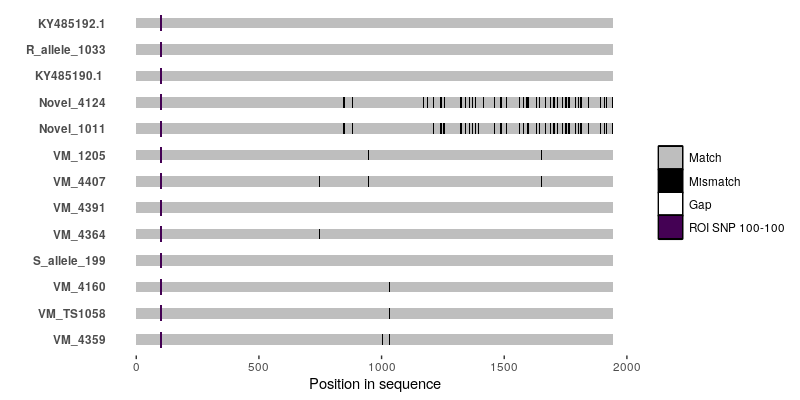 KY485192.1
R_allele_1033
KY485190.1
Novel_4124
Novel_1011
VM_1205
VM_4407
VM_4391
VM_4364
S_allele_199
VM_4160
VM_TS1058
VM_4359
0 500 1000 1500 2000
Position in sequence
Match
Mismatch
Gap
ROI SNP 100-100